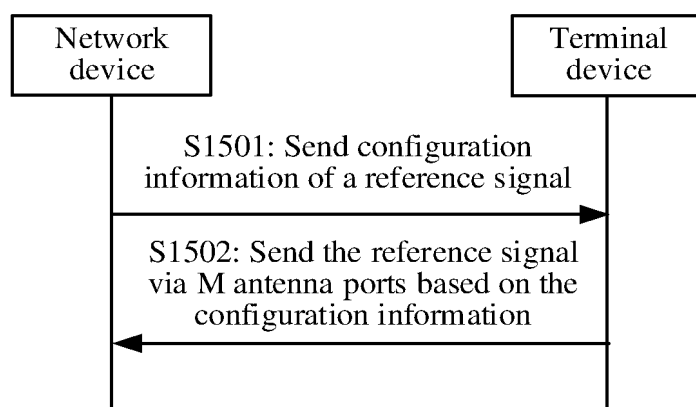 Network
device
Terminal
device
S1501: Send configuration
information of a reference signal
S1502: Send the reference signal
via M antenna ports based on the
configuration information